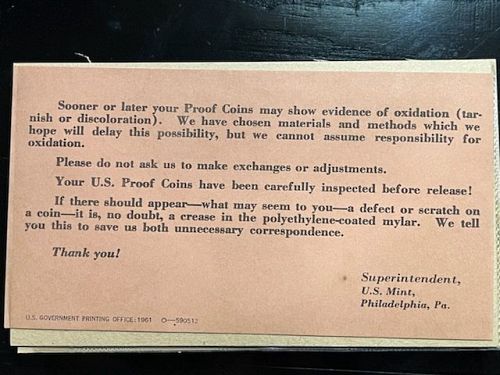 Sooner or later your Proof Coins may show evidence of oxidation (tar-
nish or discoloration). We have chosen materials and methods which we
hope will delay this possibility, but we cannot assume responsibility for
oxidation.
Please do not ask us to make exchanges or adjustments.
Your U.S. Proof Coins have been carefully inspected before release!
If there should appear—what may seem to you—a defect or scratch on
a coin—it is, no doubt, a crease in the polyethylene-coated mylar. We tell
you this to save us both unnecessary correspondence.
Thank you!
Superintendent,
U.S. Mint,
Philadelphia, Pa.
U.S. GOVERNMENT PRINTING OFFICE: 1961 O—590512